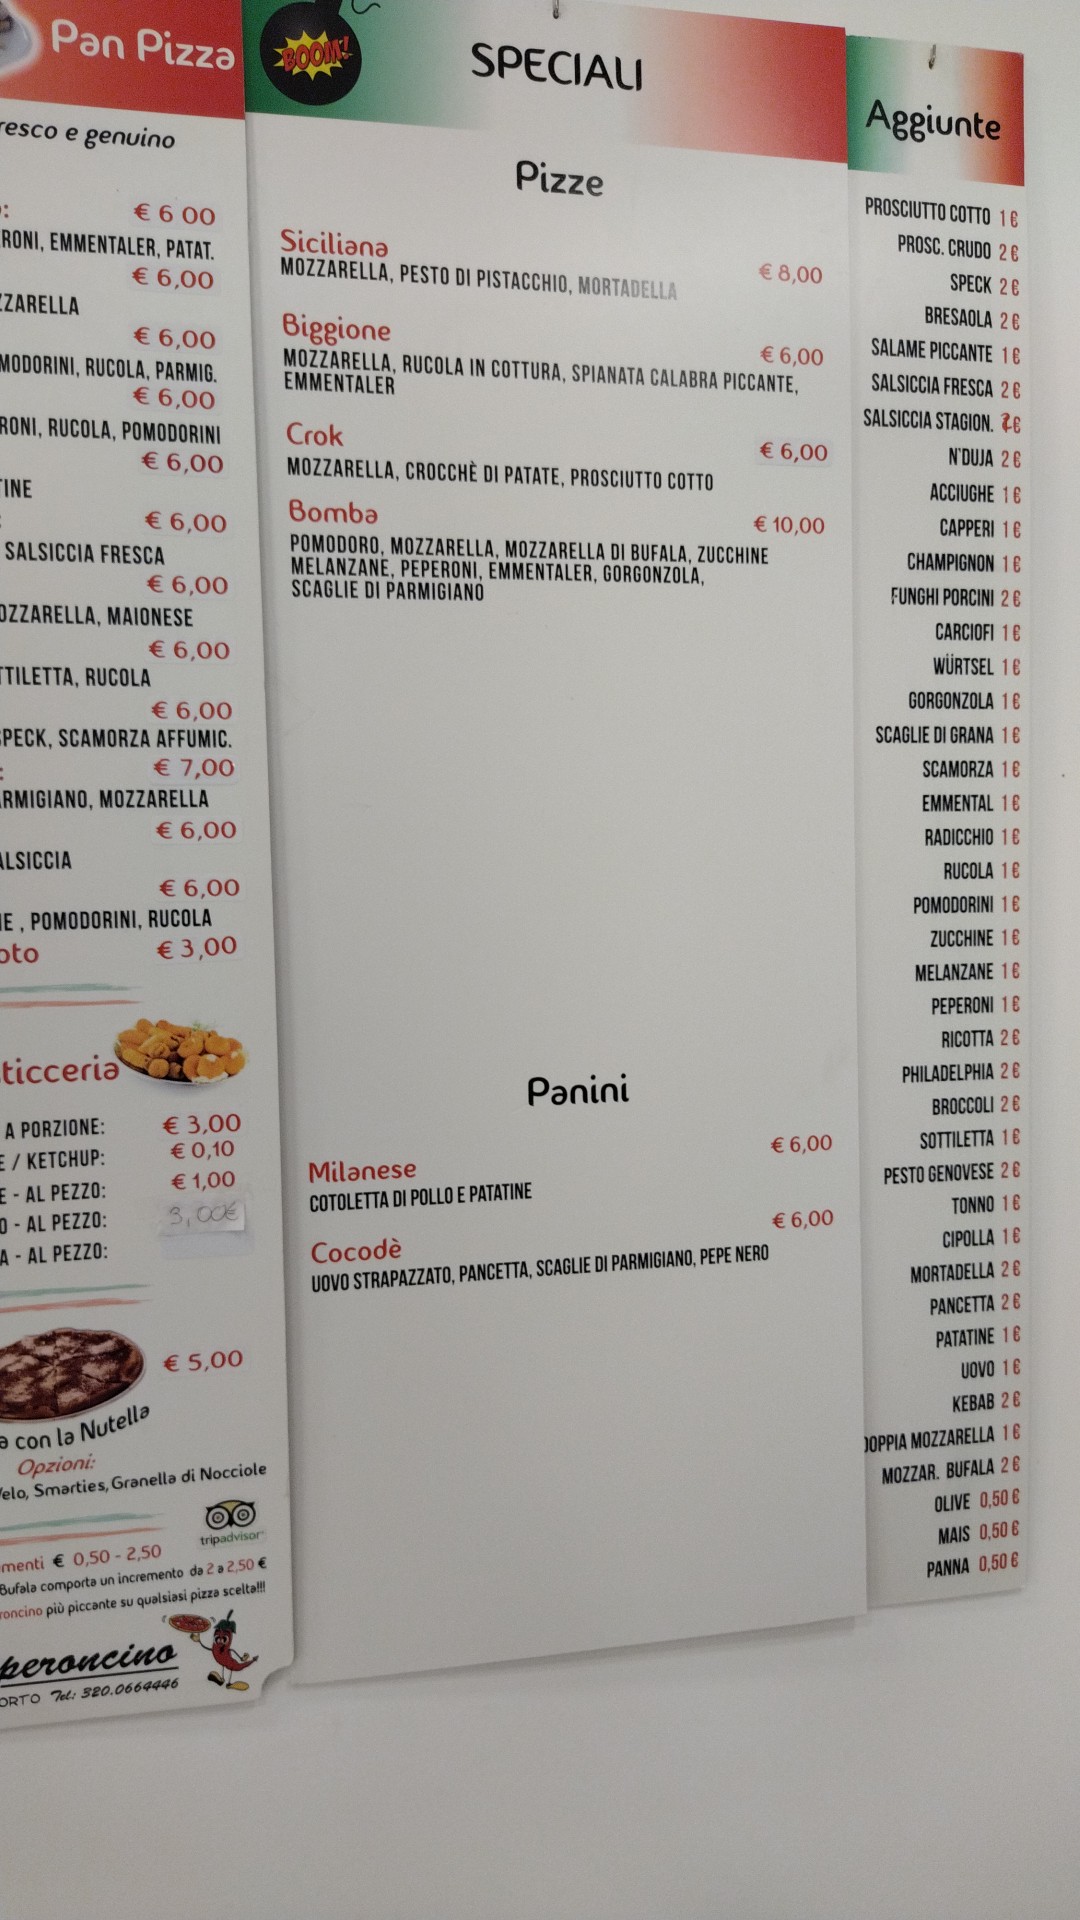 Pan Pizza
resco e genuino
€ 6 00
RONI, EMMENTALER, PATAT.
€ 6,00
ZZARELLA
€ 6,00
MODORINI, RUCOLA, PARMIG.
€ 6,00
RONI, RUCOLA, POMODORINI
€ 6,00
TINE
€ 6,00
SALSICCIA FRESCA
€ 6,00
OZZARELLA, MAIONESE
€ 6,00
TTILETTA, RUCOLA
€ 6,00
SPECK, SCAMORZA AFFUMIC.
€ 7,00
ARMIGIANO, MOZZARELLA
€ 6,00
ALSICCIA
€ 6,00
IE , POMODORINI, RUCOLA
oto € 3,00
ticceria
A PORZIONE: € 3,00
E / KETCHUP: € 0,10
E - AL PEZZO: € 1,00
O - AL PEZZO: 3,00€
A - AL PEZZO:
€ 5,00
a con la Nutella
Opzioni:
Velo, Smarties, Granella di Nocciole
tripadvisor
menti € 0,50 - 2,50
Bufala comporta un incremento da 2 a 2,50 €
roncino più piccante su qualsiasi pizza scelta!!!
peroncino
ORTO Tel: 320.0664446
BOOM!
SPECIALI
Pizze
Siciliana
€ 8,00
MOZZARELLA, PESTO DI PISTACCHIO, MORTADELLA
Biggione
€ 6,00
MOZZARELLA, RUCOLA IN COTTURA, SPIANATA CALABRA PICCANTE,
EMMENTALER
Crok
€ 6,00
MOZZARELLA, CROCCHÈ DI PATATE, PROSCIUTTO COTTO
Bomba
€ 10,00
POMODORO, MOZZARELLA, MOZZARELLA DI BUFALA, ZUCCHINE
MELANZANE, PEPERONI, EMMENTALER, GORGONZOLA,
SCAGLIE DI PARMIGIANO
Panini
€ 6,00
Milanese
COTOLETTA DI POLLO E PATATINE
€ 6,00
Cocodè
UOVO STRAPAZZATO, PANCETTA, SCAGLIE DI PARMIGIANO, PEPE NERO
Aggiunte
PROSCIUTTO COTTO 1 €
PROSC. CRUDO 2 €
SPECK 2 €
BRESAOLA 2 €
SALAME PICCANTE 1 €
SALSICCIA FRESCA 2 €
SALSICCIA STAGION. 2 €
N'DUJA 2 €
ACCIUGHE 1 €
CAPPERI 1 €
CHAMPIGNON 1 €
FUNGHI PORCINI 2 €
CARCIOFI 1 €
WÜRTSEL 1 €
GORGONZOLA 1 €
SCAGLIE DI GRANA 1 €
SCAMORZA 1 €
EMMENTAL 1 €
RADICCHIO 1 €
RUCOLA 1 €
POMODORINI 1 €
ZUCCHINE 1 €
MELANZANE 1 €
PEPERONI 1 €
RICOTTA 2 €
PHILADELPHIA 2 €
BROCCOLI 2 €
SOTTILETTA 1 €
PESTO GENOVESE 2 €
TONNO 1 €
CIPOLLA 1 €
MORTADELLA 2 €
PANCETTA 2 €
PATATINE 1 €
UOVO 1 €
KEBAB 2 €
DOPPIA MOZZARELLA 1 €
MOZZAR. BUFALA 2 €
OLIVE 0,50 €
MAIS 0,50 €
PANNA 0,50 €